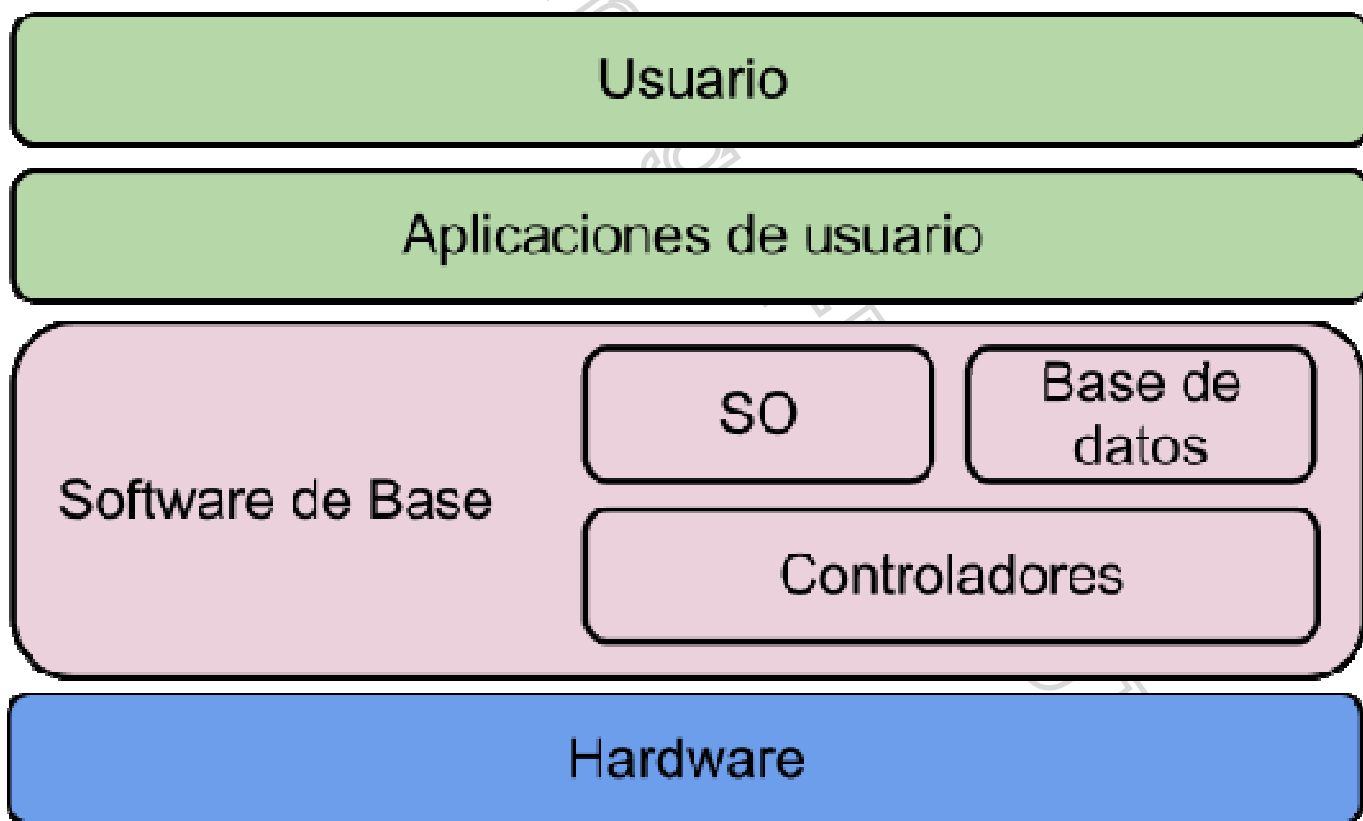 Usuario
Aplicaciones de usuario
SO
Base de
datos
Software de Base
Controladores
Hardware